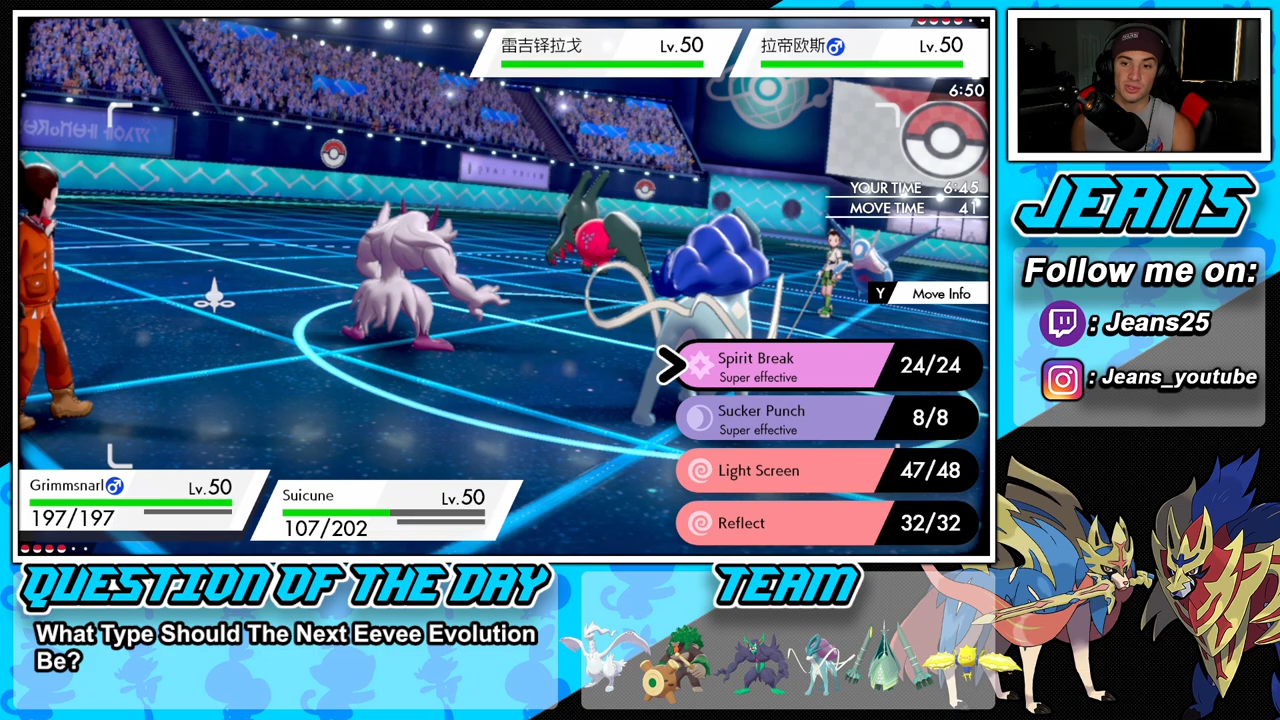 雷吉铎拉戈 Lv.50
拉帝欧斯 Lv.50
6:50
YOUR TIME 6:45
MOVE TIME 41
Y Move Info
Spirit Break 24/24
Super effective
Sucker Punch 8/8
Super effective
Light Screen 47/48
Reflect 32/32
Grimmsnarl Lv.50
197/197
Suicune Lv.50
107/202
JEANS
Follow me on:
: Jeans25
: Jeans_youtube
QUESTION OF THE DAY
What Type Should The Next Eevee Evolution
Be?
TEAM